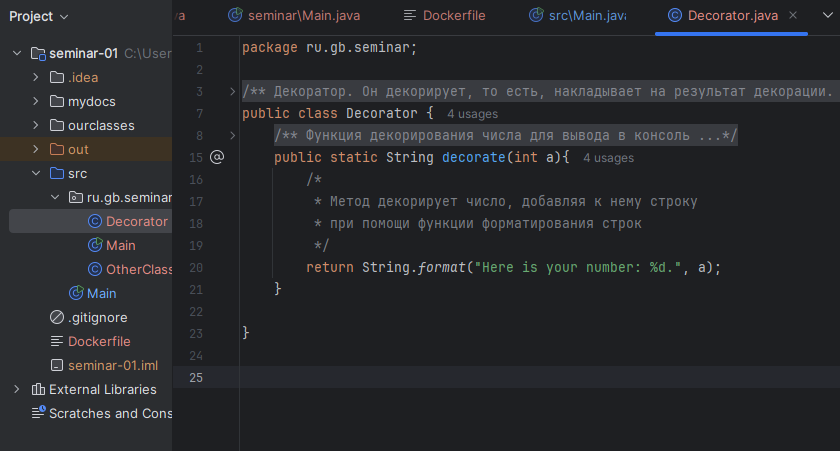 Project
seminar-01 C:\User
.idea
mydocs
ourclasses
out
src
ru.gb.seminar
Decorator
Main
OtherClass
Main
.gitignore
Dockerfile
seminar-01.iml
External Libraries
Scratches and Cons
va
seminar\Main.java
Dockerfile
src\Main.java
Decorator.java
1 package ru.gb.seminar;
2
3 /** Декоратор. Он декорирует, то есть, накладывает на результат декорации.
7 public class Decorator { 4 usages
8 /** Функция декорирования числа для вывода в консоль ...*/
15 @ public static String decorate(int a){ 4 usages
16 /*
17 * Метод декорирует число, добавляя к нему строку
18 * при помощи функции форматирования строк
19 */
20 return String.format("Here is your number: %d.", a);
21 }
22
23 }
24
25